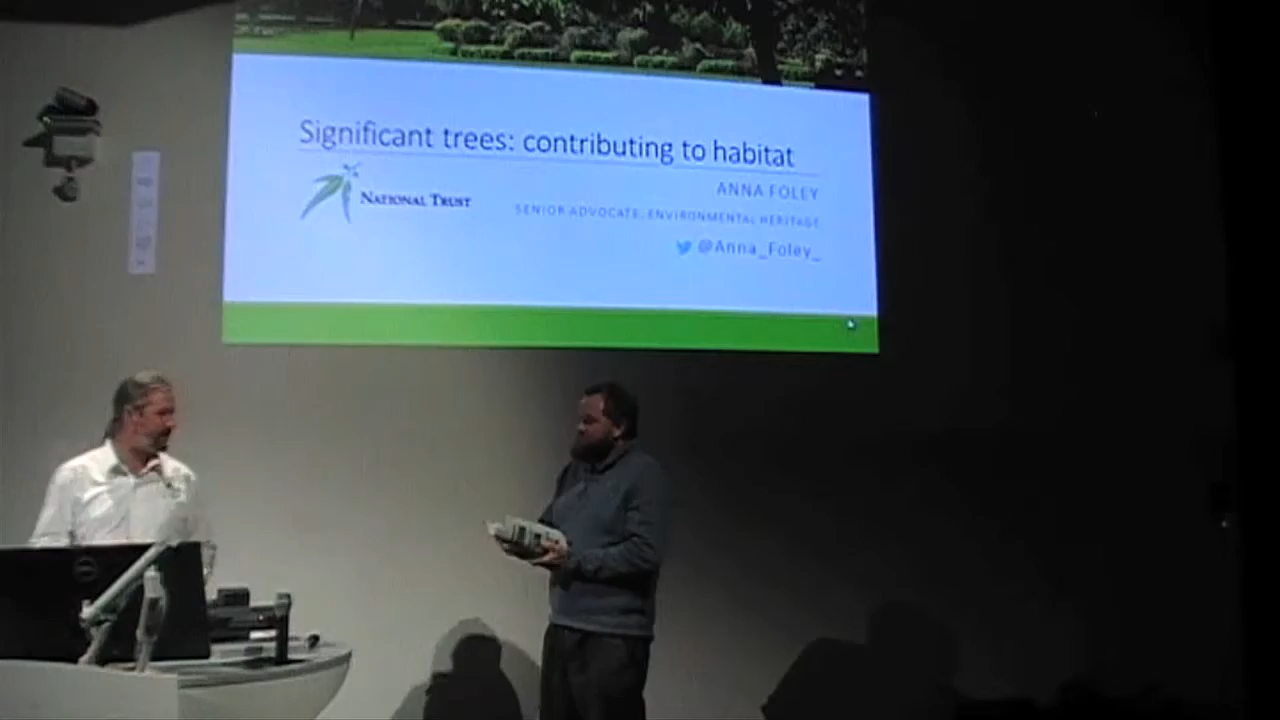 Significant trees: contributing to habitat
NATIONAL TRUST
ANNA FOLEY
SENIOR ADVOCATE, ENVIRONMENTAL HERITAGE
@Anna_Foley_